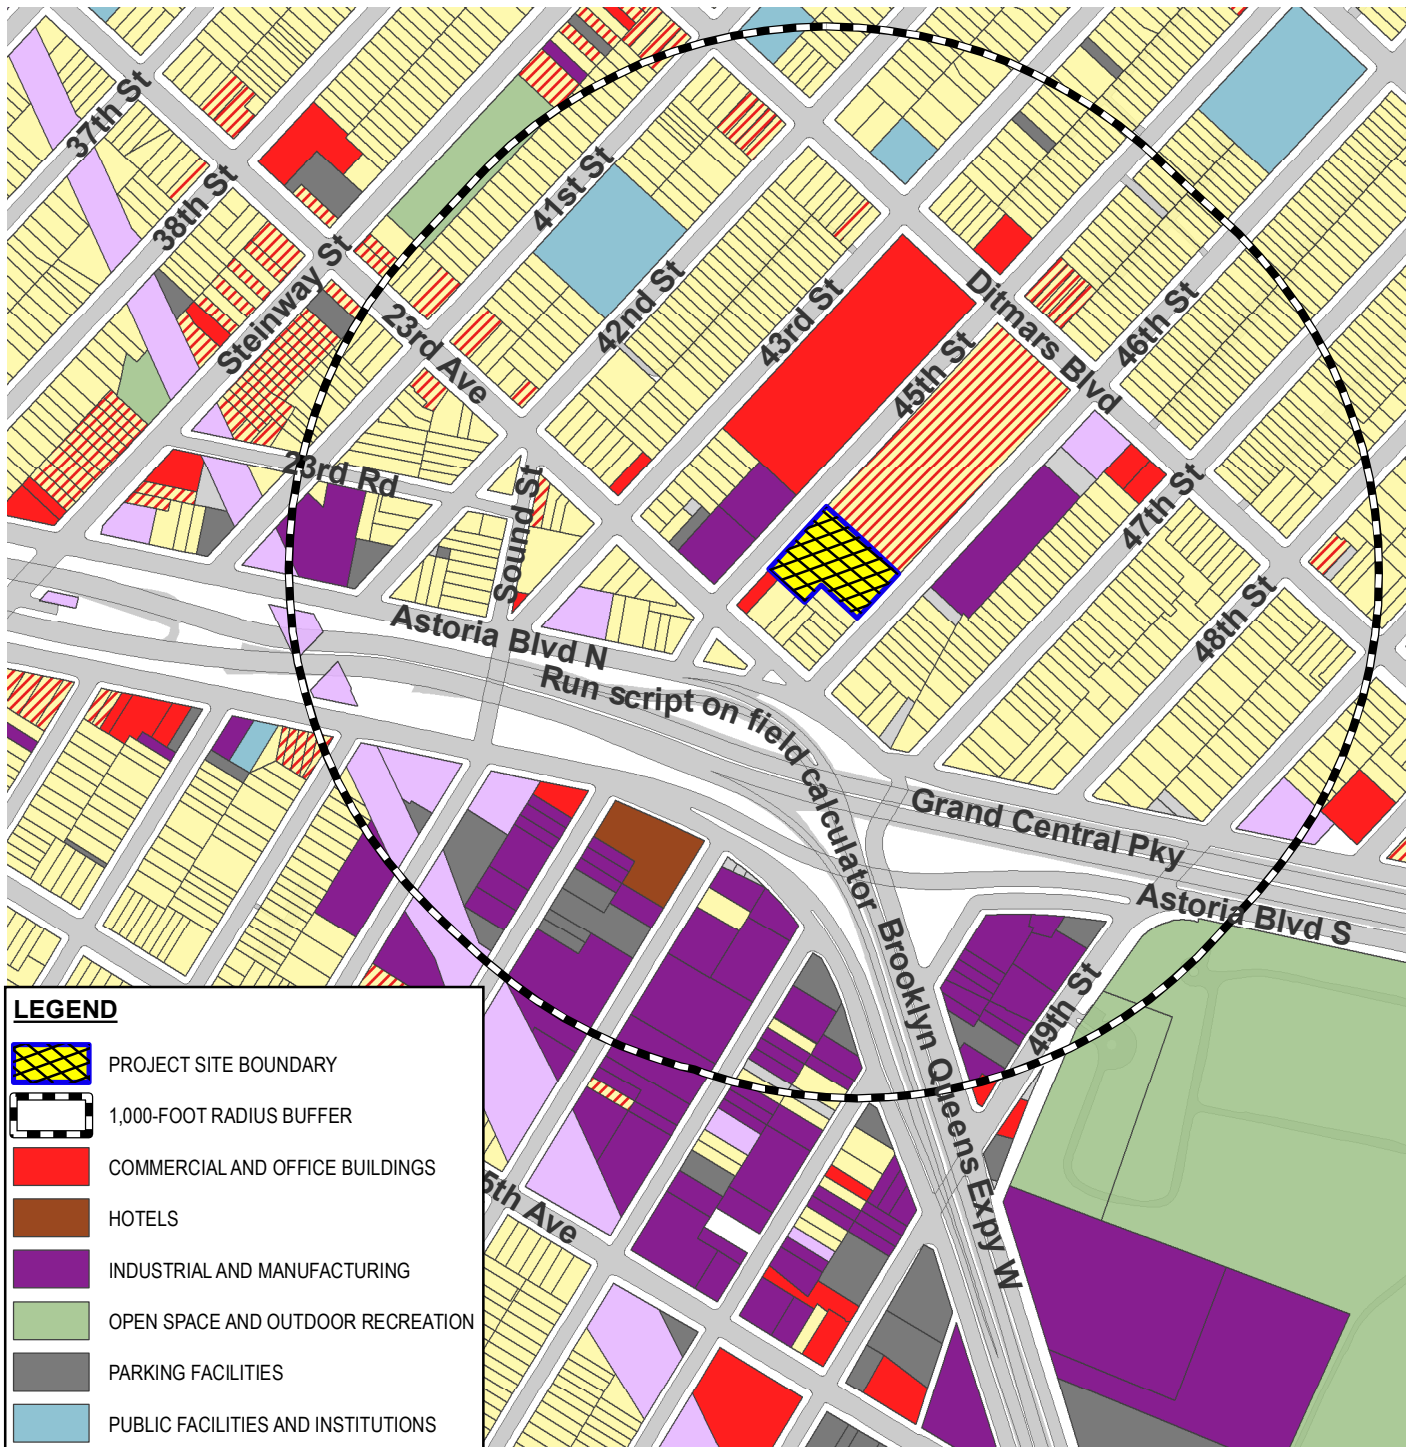 37th St
38th St
Steinway St
41st St
42nd St
23rd Ave
43rd St
45th St
Ditmars Blvd
46th St
47th St
48th St
23rd Rd
Sound St
Astoria Blvd N
Run script on field calculator
Grand Central Pky
Astoria Blvd S
Brooklyn Queens Expy W
49th St
5th Ave
LEGEND
PROJECT SITE BOUNDARY
1,000-FOOT RADIUS BUFFER
COMMERCIAL AND OFFICE BUILDINGS
HOTELS
INDUSTRIAL AND MANUFACTURING
OPEN SPACE AND OUTDOOR RECREATION
PARKING FACILITIES
PUBLIC FACILITIES AND INSTITUTIONS